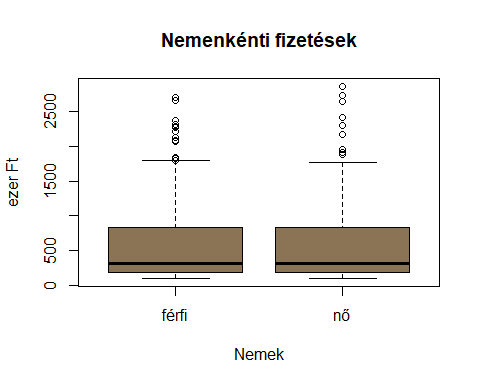 Nemenkénti fizetések
ezer Ft
2500
1500
500
0
férfi
nő
Nemek